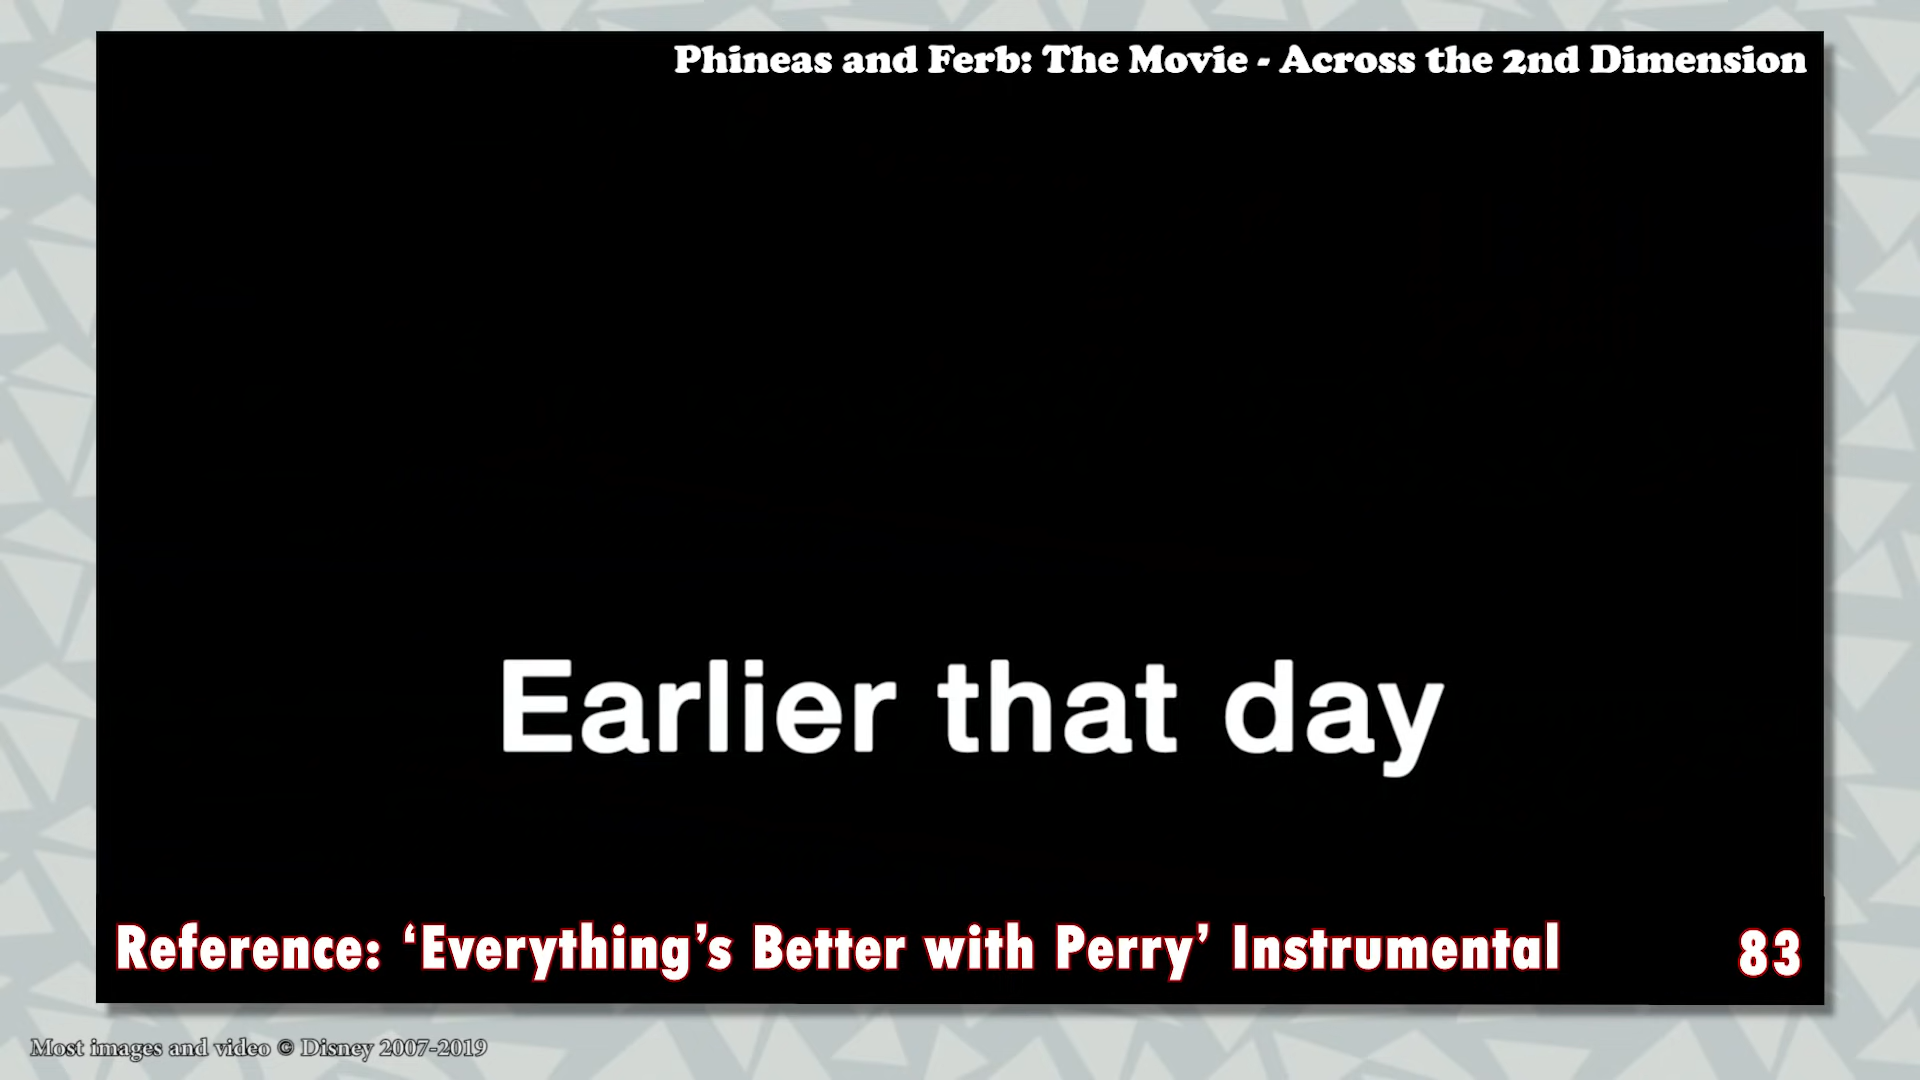 Phineas and Ferb: The Movie - Across the 2nd Dimension
Earlier that day
Reference: ‘Everything’s Better with Perry’ Instrumental
83
Most images and video © Disney 2007-2019